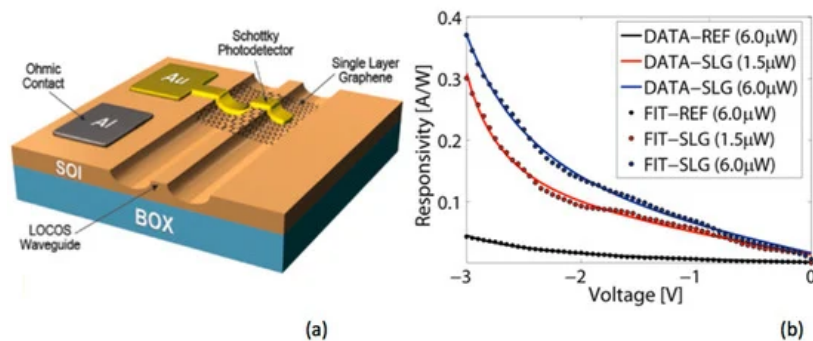 Ohmic
Contact
Au
Al
Schottky
Photodetector
Single Layer
Graphene
SOI
BOX
LOCOS
Waveguide
(a)
0.4
0.3
0.2
0.1
Responsivity [A/W]
DATA–REF (6.0μW)
DATA–SLG (1.5μW)
DATA–SLG (6.0μW)
FIT–REF (6.0μW)
FIT–SLG (1.5μW)
FIT–SLG (6.0μW)
−3
−2
−1
0
Voltage [V]
(b)